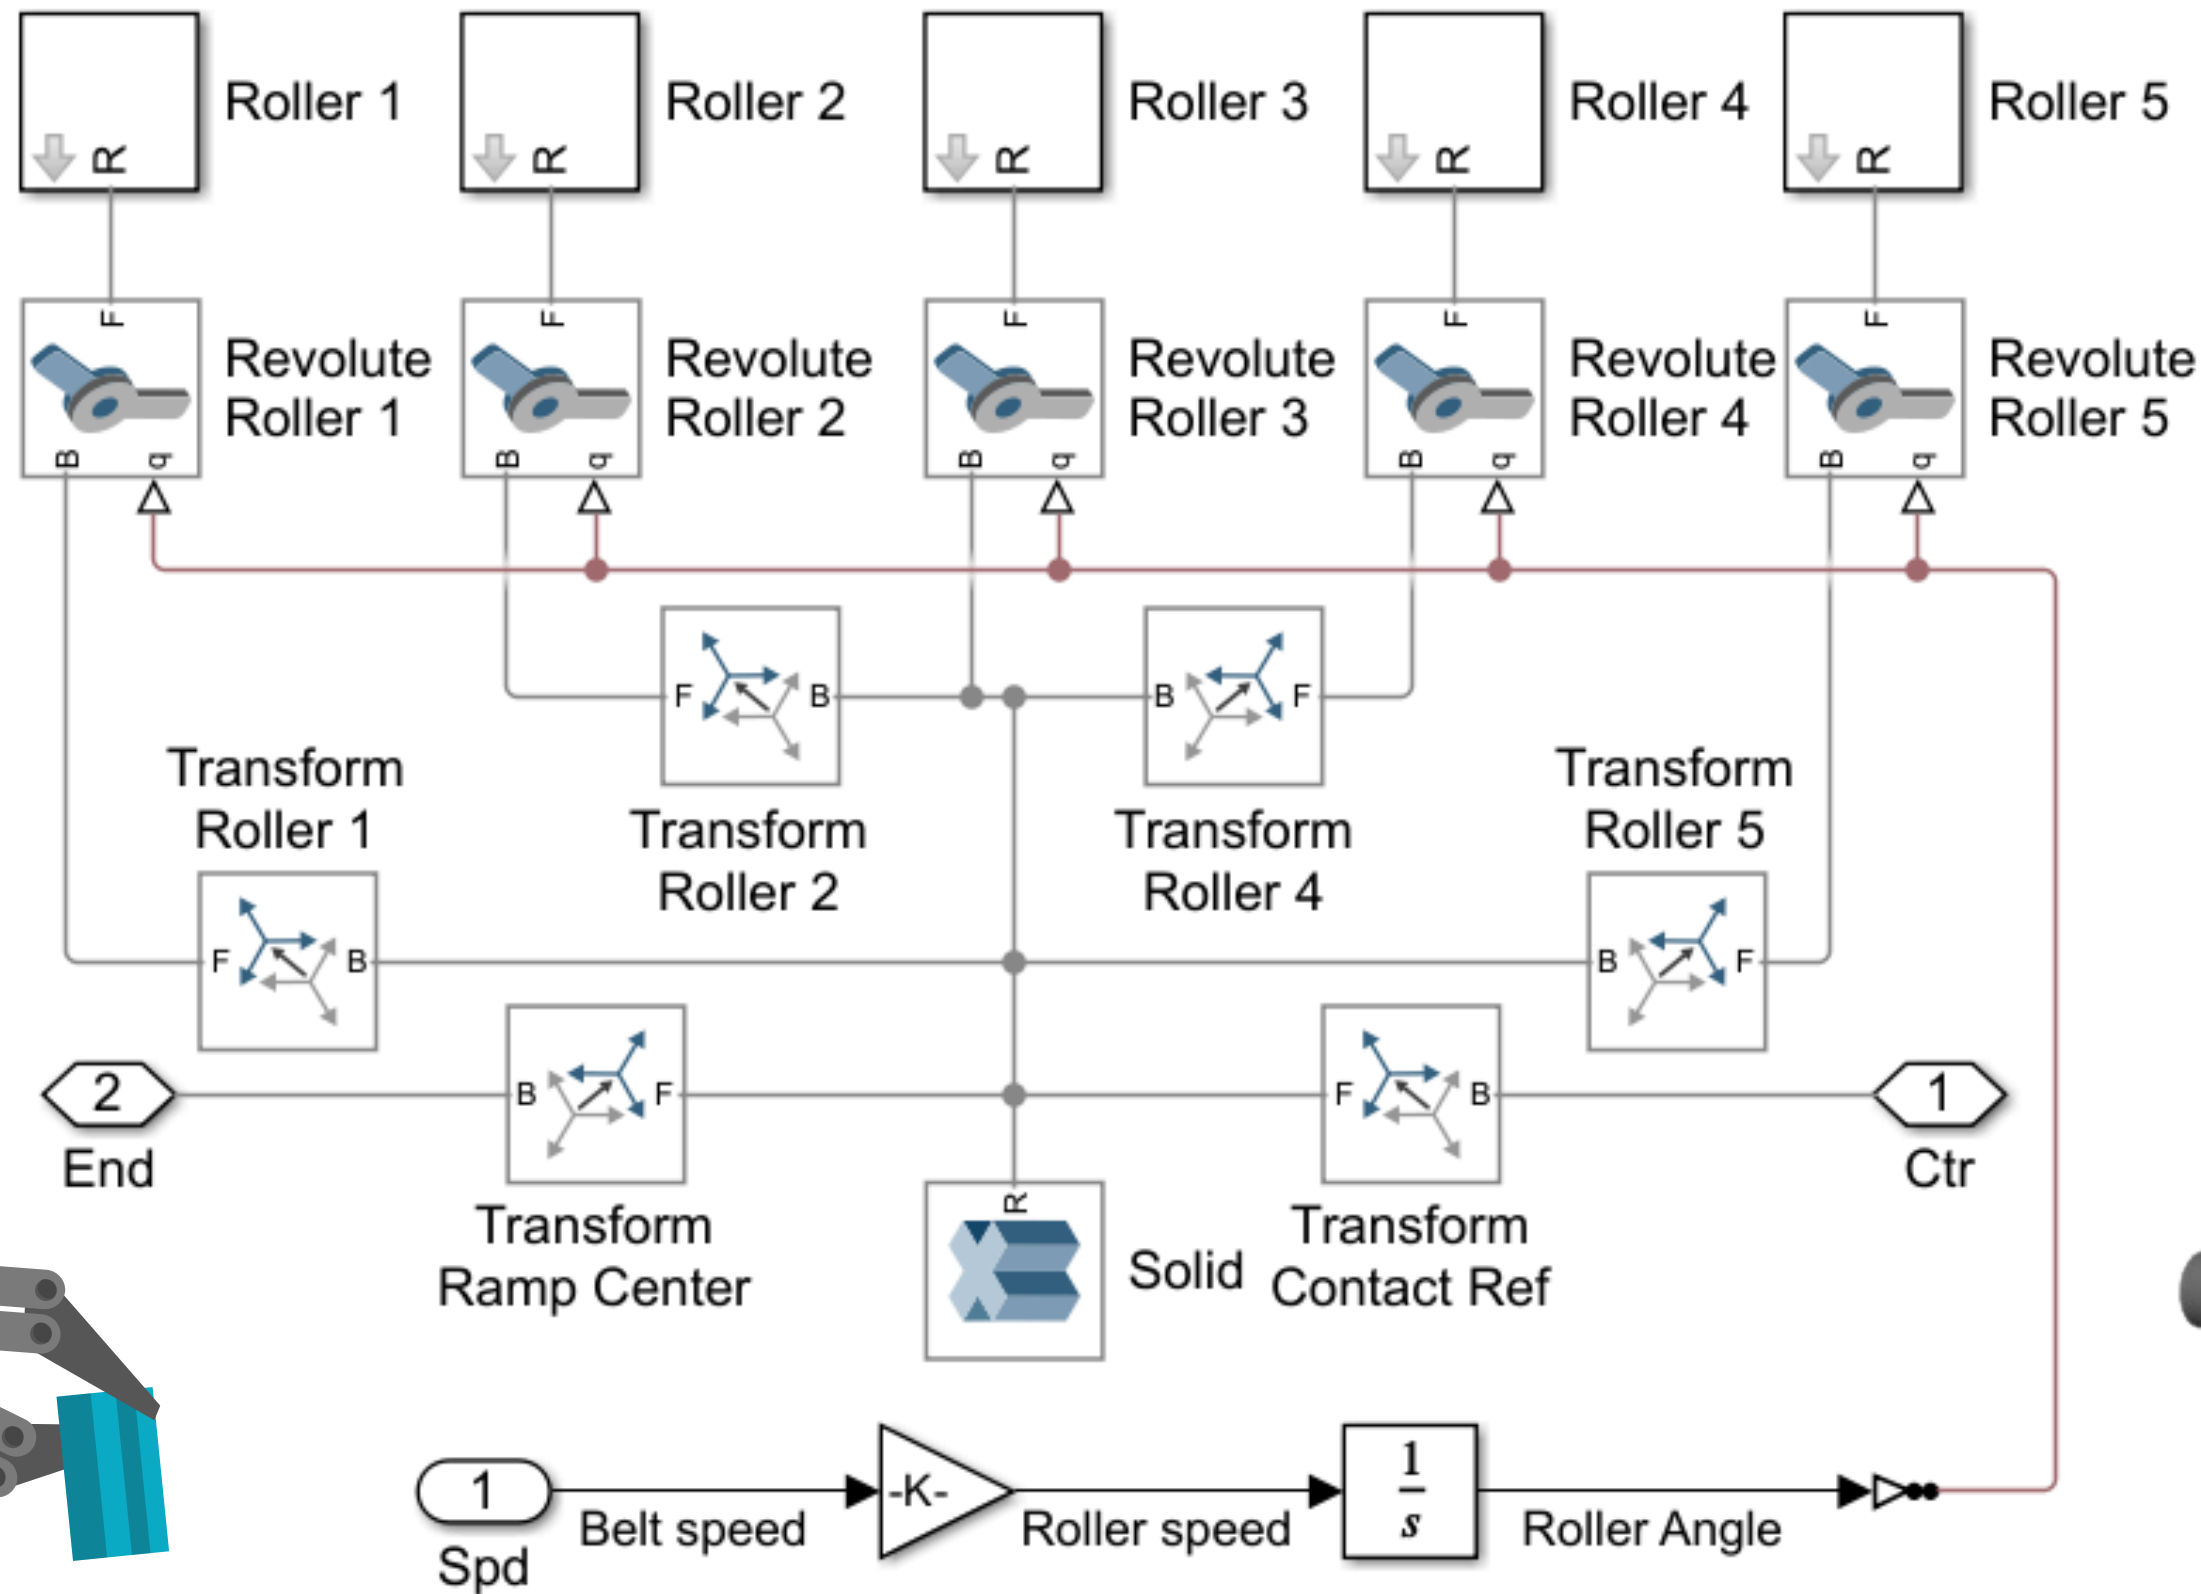 Roller 1
Roller 2
Roller 3
Roller 4
Roller 5
R
R
R
R
R
F
F
F
F
F
Revolute
Roller 1
Revolute
Roller 2
Revolute
Roller 3
Revolute
Roller 4
Revolute
Roller 5
B q
B q
B q
B q
B q
F B
B F
Transform
Roller 1
Transform
Roller 2
Transform
Roller 4
Transform
Roller 5
F B
B F
2
End
B F
F B
1
Ctr
Transform
Ramp Center
R
Solid
Transform
Contact Ref
1
Spd
Belt speed
-K-
Roller speed
1
s
Roller Angle